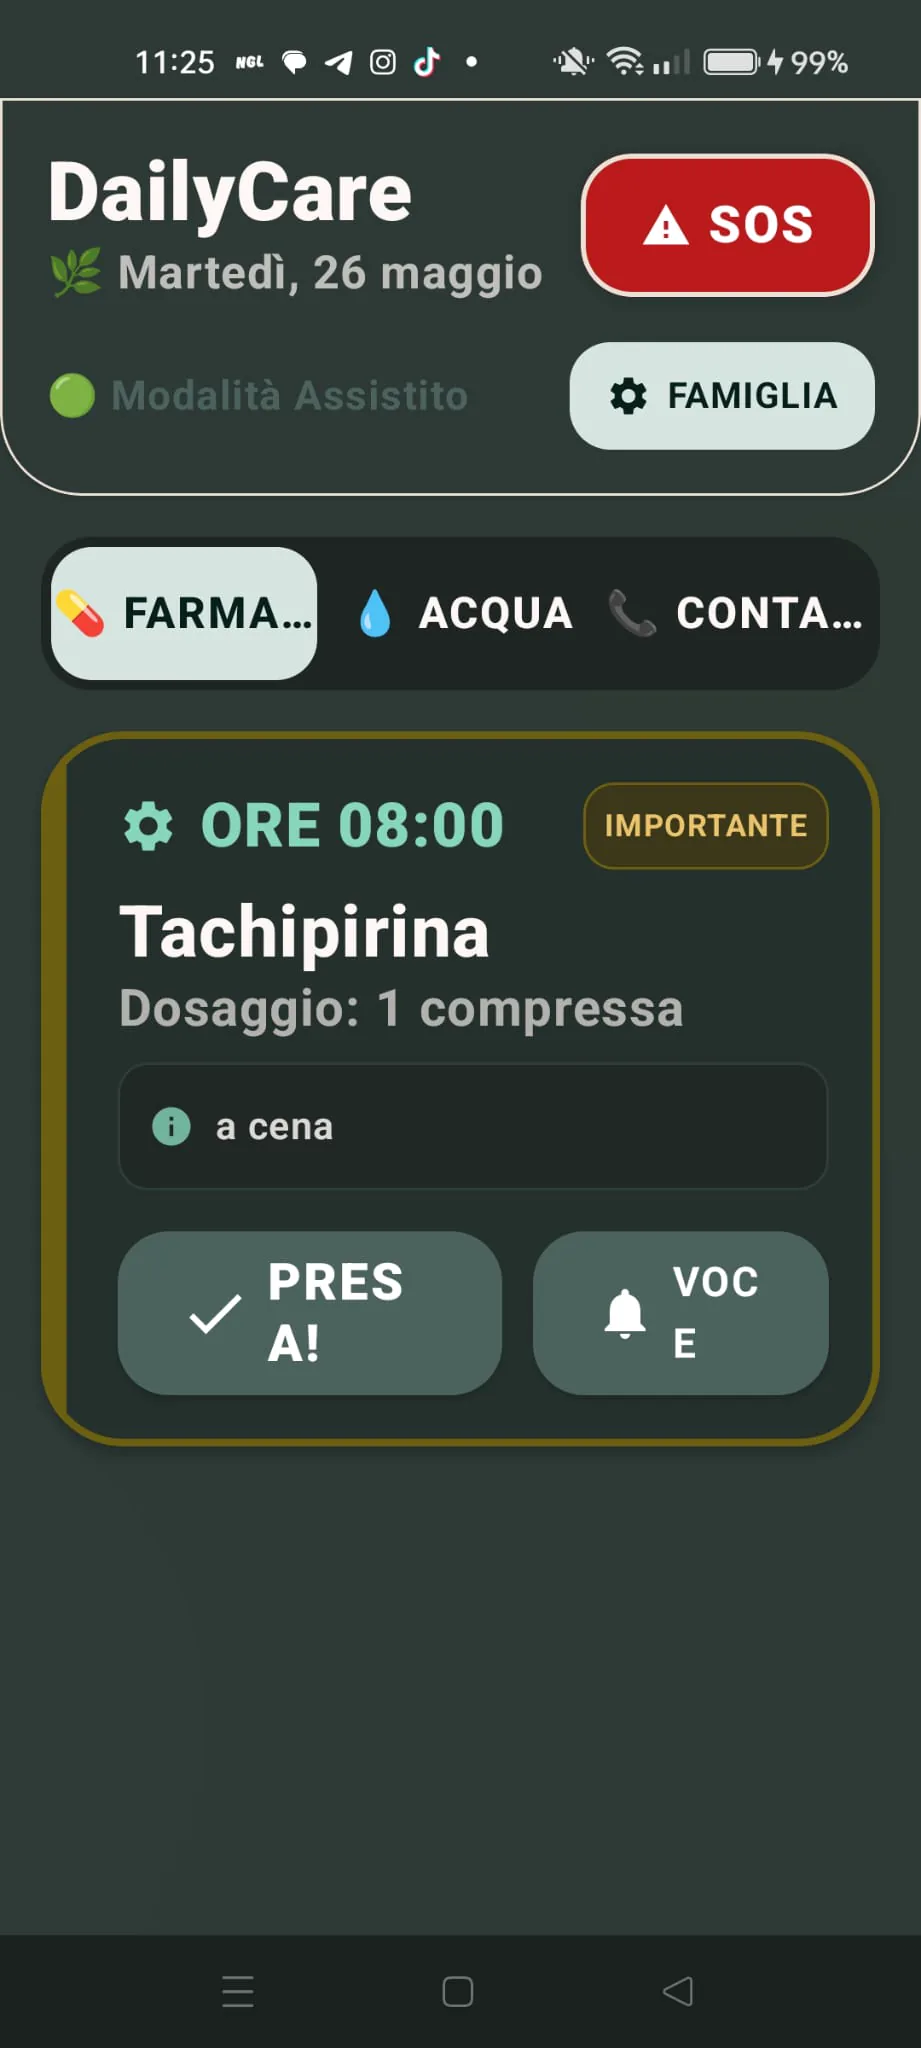 11:25 NGL 99%
DailyCare
SOS
Martedì, 26 maggio
Modalità Assistito
FAMIGLIA
FARMA...
ACQUA
CONTA...
ORE 08:00
IMPORTANTE
Tachipirina
Dosaggio: 1 compressa
a cena
PRES
A!
VOC
E